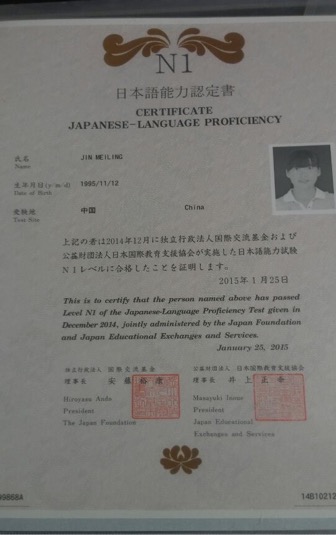 N1
日本語能力認定書
CERTIFICATE
JAPANESE-LANGUAGE PROFICIENCY
氏名 JIN MEILING
Name
生年月日(y/m/d) 1995/11/12
Date of Birth
受験地 中国 China
Test Site
上記の者は2014年12月に独立行政法人国際交流基金および
公益財団法人日本国際教育支援協会が実施した日本語能力試験
N1レベルに合格したことを証明します。
2015年1月25日
This is to certify that the person named above has passed
Level N1 of the Japanese-Language Proficiency Test given in
December 2014, jointly administered by the Japan Foundation
and Japan Educational Exchanges and Services.
January 25, 2015
独立行政法人 国際交流基金 公益財団法人 日本国際教育支援協会
理事長 安藤裕康 理事長 井上正幸
Hiroyasu Ando Masayuki Inoue
President President
The Japan Foundation Japan Educational
Exchanges and Services
9868A 14B10212